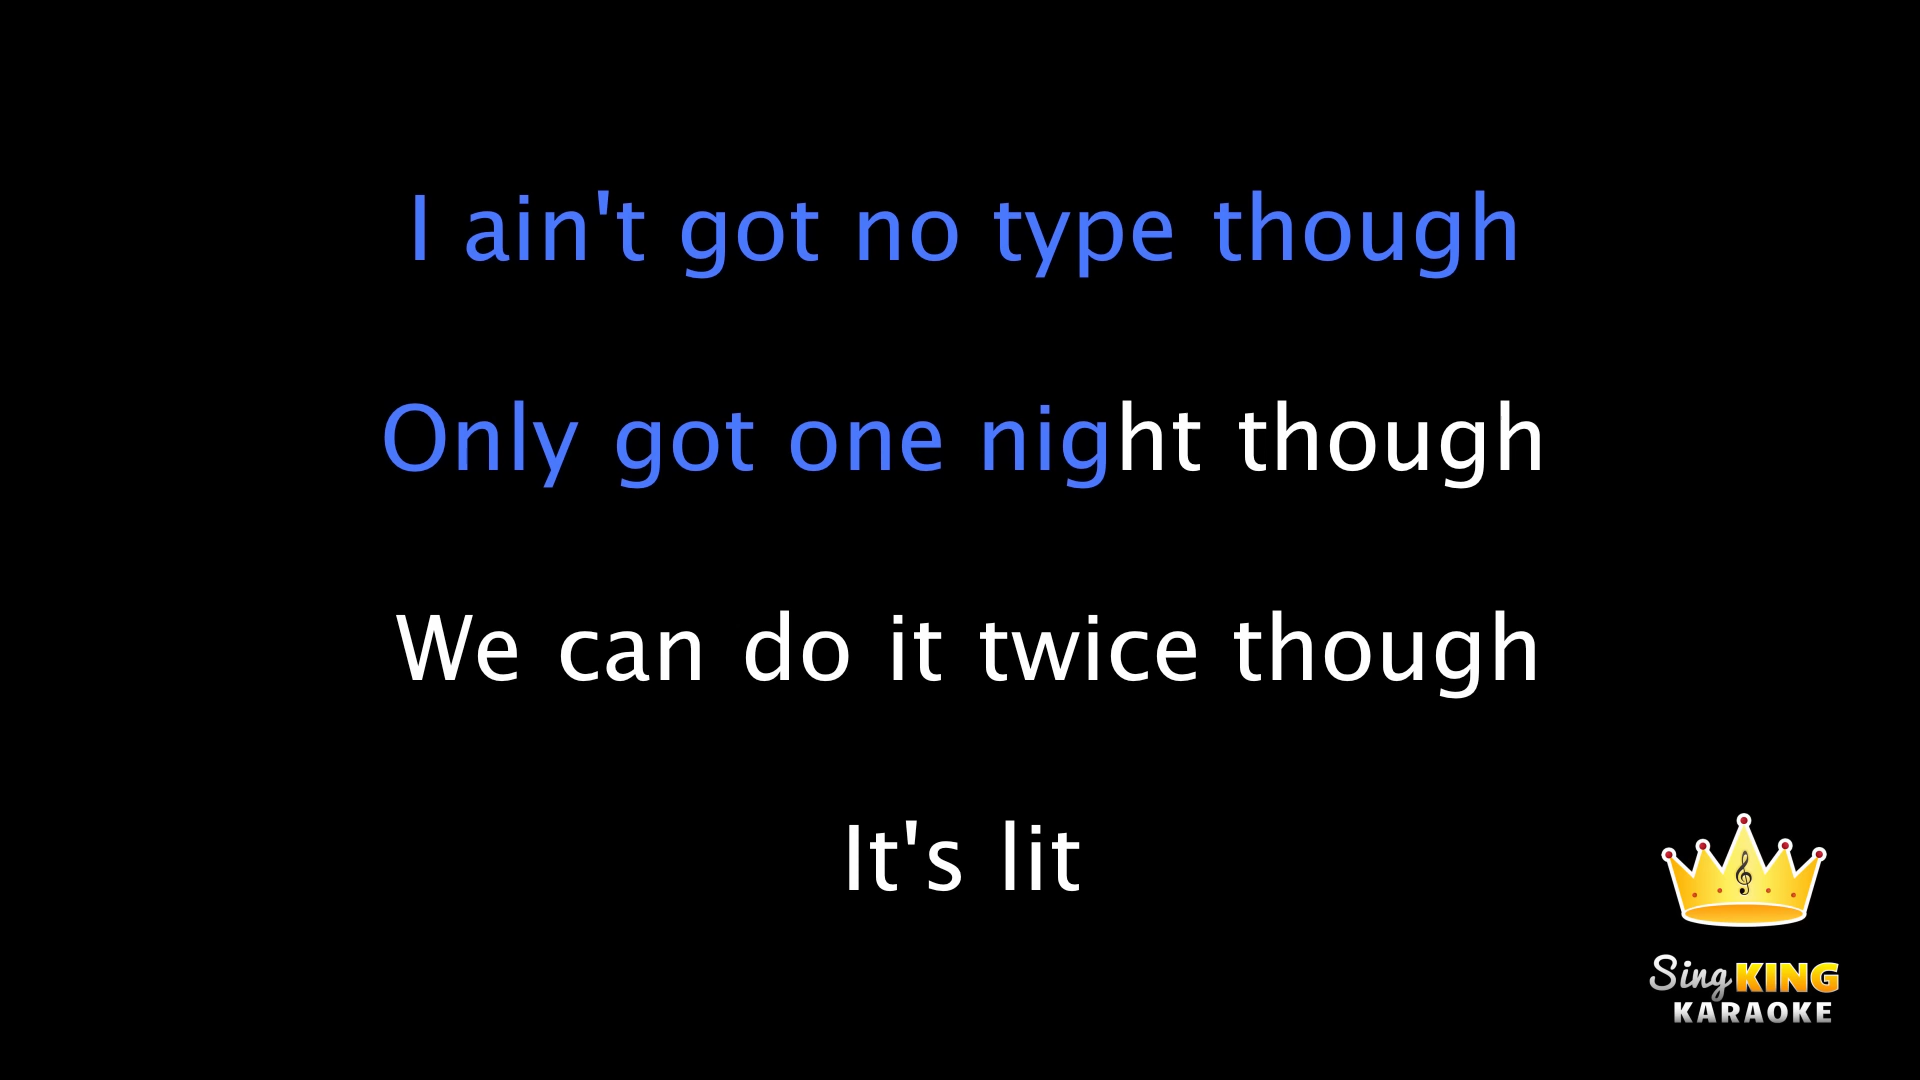 I ain't got no type though
Only got one night though
We can do it twice though
It's lit
Sing KING
KARAOKE